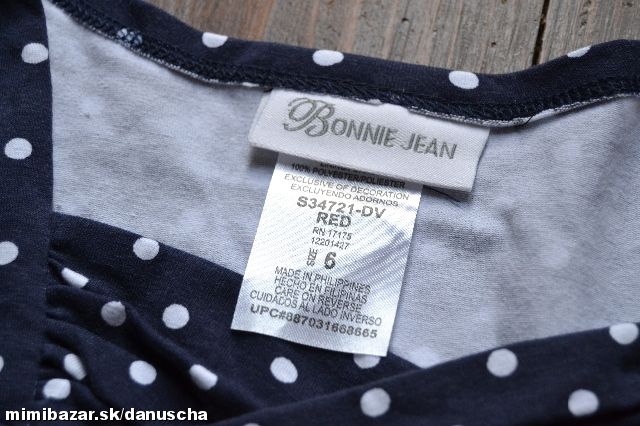 BONNIE JEAN
100% POLYESTER/POLIESTER
EXCLUSIVE OF DECORATION
EXCLUYENDO ADORNOS
S34721-DV
RED
RN 17175
12201427
SIZE 6
MADE IN PHILIPPINES
HECHO EN FILIPINAS
CARE ON REVERSE
CUIDADOS AL LADO INVERSO
UPC#887031668665
mimibazar.sk/danuscha